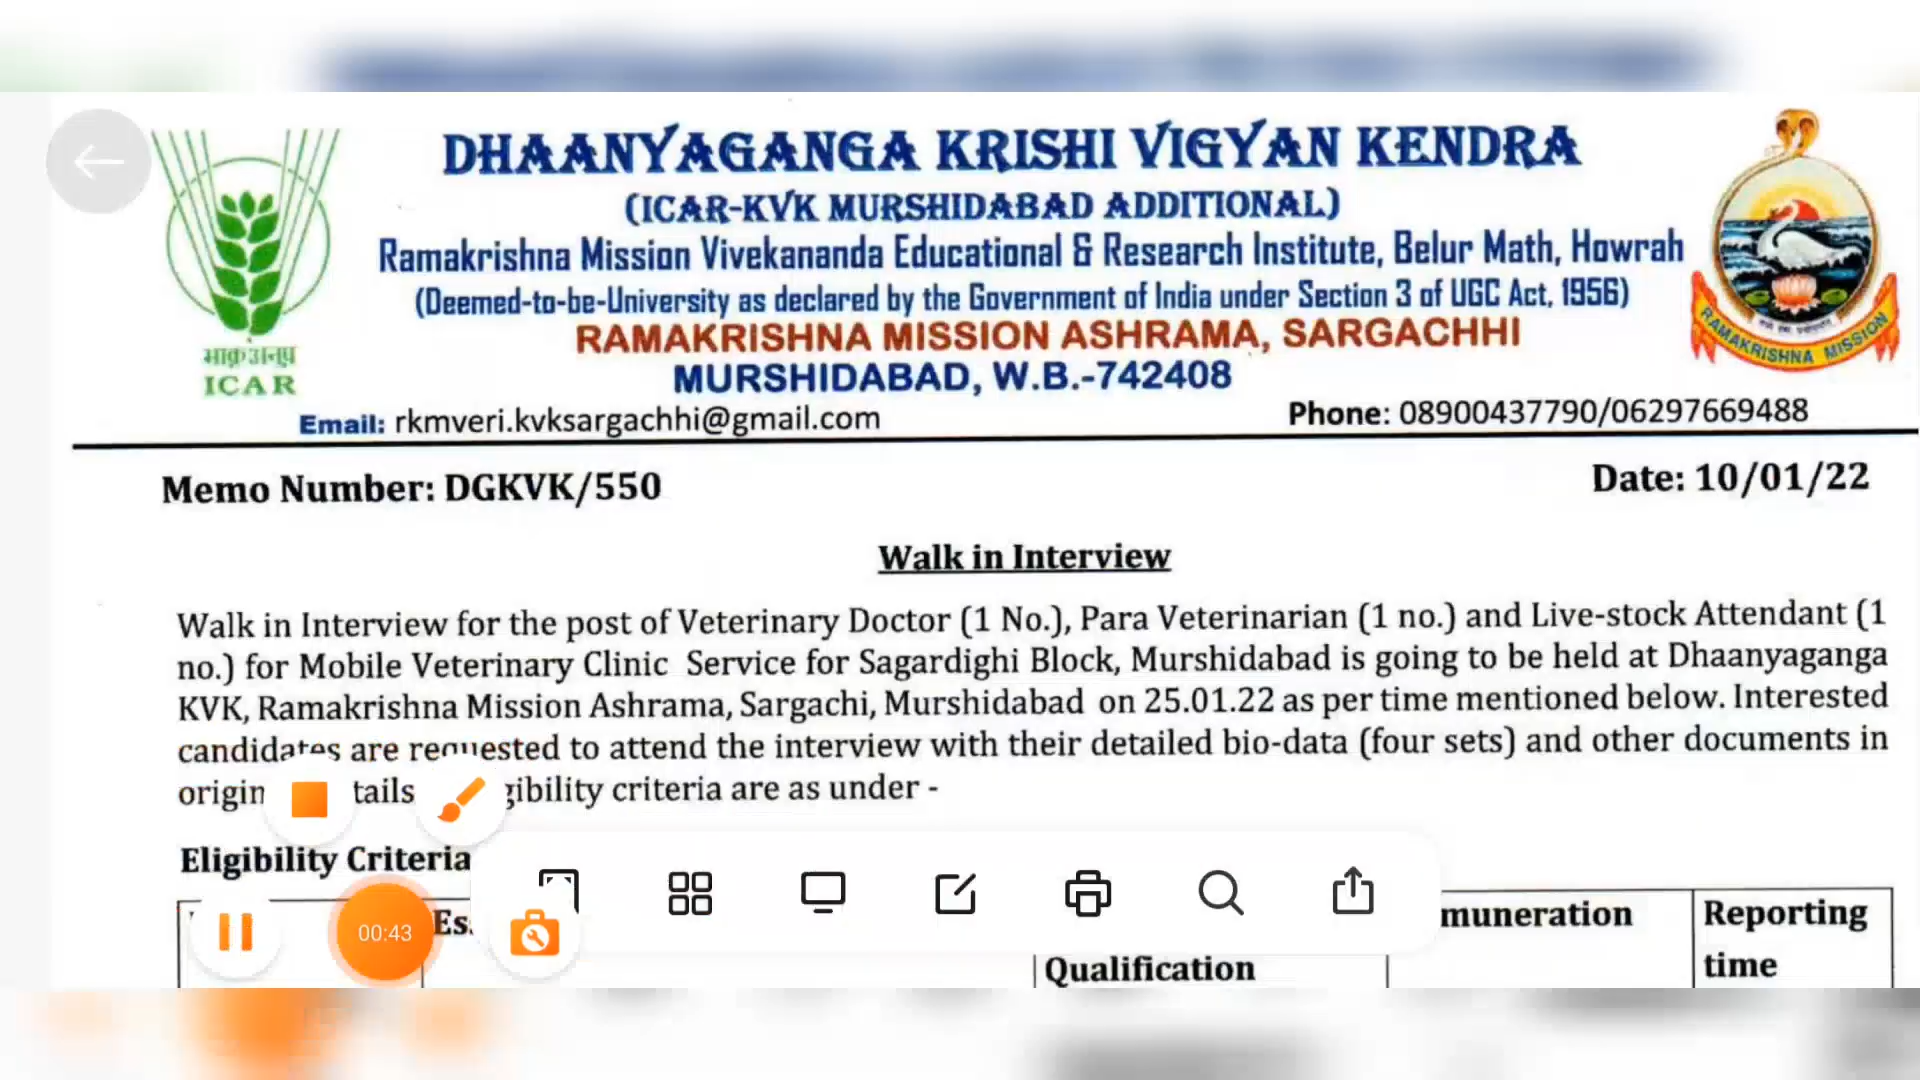 DHAANYAGANGA KRISHI VIGYAN KENDRA
(ICAR-KVK MURSHIDABAD ADDITIONAL)
Ramakrishna Mission Vivekananda Educational & Research Institute, Belur Math, Howrah
(Deemed-to-be-University as declared by the Government of India under Section 3 of UGC Act, 1956)
RAMAKRISHNA MISSION ASHRAMA, SARGACHHI
MURSHIDABAD, W.B.-742408
भाकृअनुप
ICAR
RAMAKRISHNA MISSION
Email: rkmveri.kvksargachhi@gmail.com Phone: 08900437790/06297669488
Memo Number: DGKVK/550 Date: 10/01/22
Walk in Interview
Walk in Interview for the post of Veterinary Doctor (1 No.), Para Veterinarian (1 no.) and Live-stock Attendant (1
no.) for Mobile Veterinary Clinic Service for Sagardighi Block, Murshidabad is going to be held at Dhaanyaganga
KVK, Ramakrishna Mission Ashrama, Sargachi, Murshidabad on 25.01.22 as per time mentioned below. Interested
candidates are requested to attend the interview with their detailed bio-data (four sets) and other documents in
origin tails gibility criteria are as under -
Eligibility Criteria
Es muneration Reporting
Qualification time
00:43